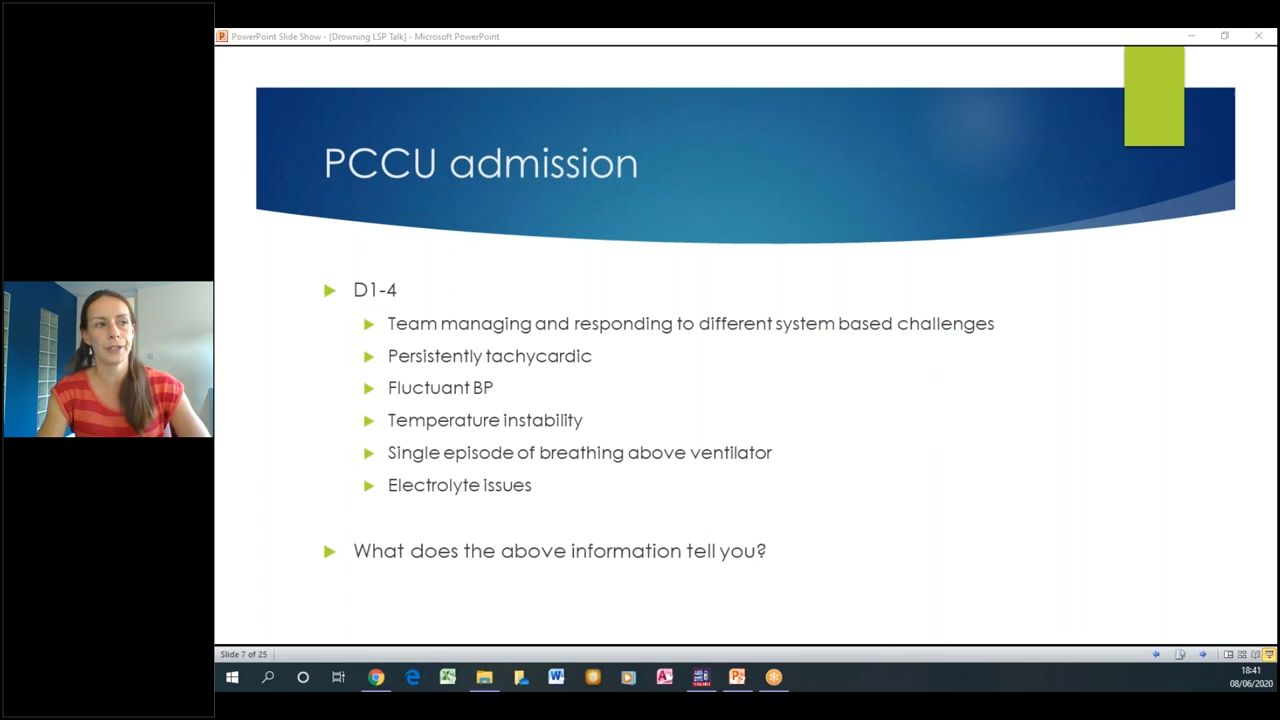 PowerPoint Slide Show - [Drowning LSP Talk] - Microsoft PowerPoint
PCCU admission
D1-4
Team managing and responding to different system based challenges
Persistently tachycardic
Fluctuant BP
Temperature instability
Single episode of breathing above ventilator
Electrolyte issues
What does the above information tell you?
Slide 7 of 25
18:41
08/06/2020